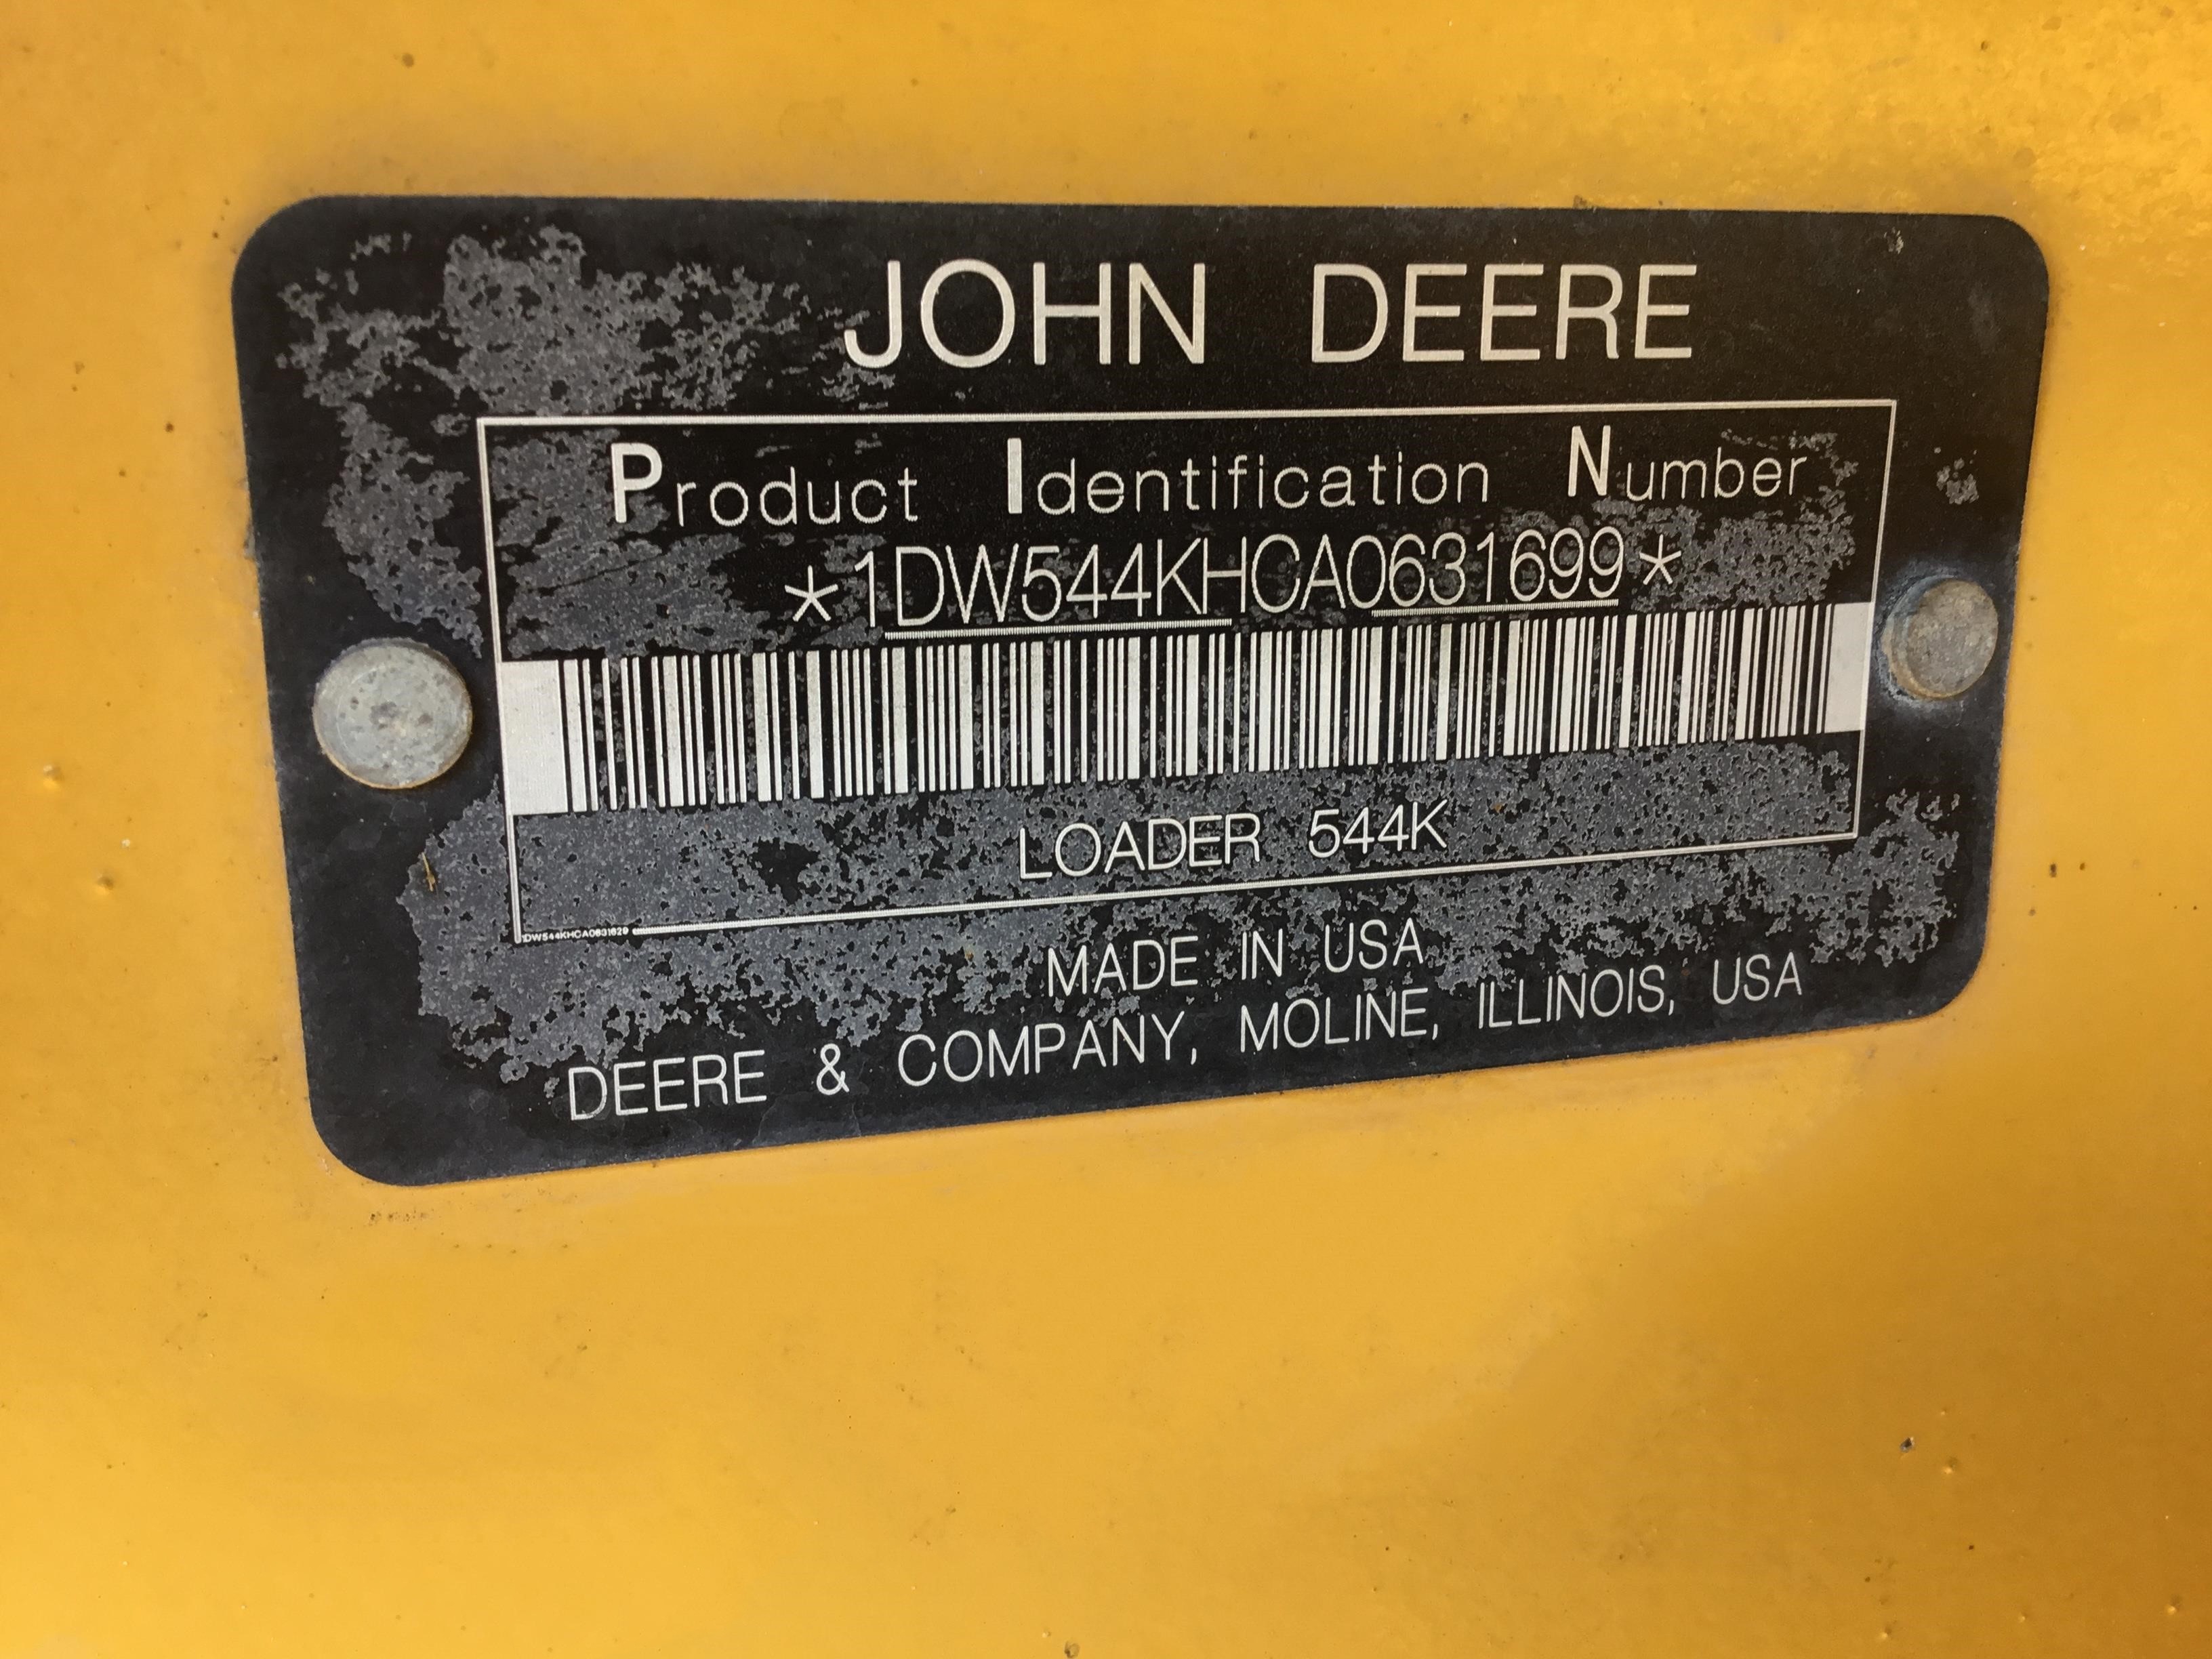 JOHN DEERE
Product Identification Number
*1DW544KHCA0631699*
LOADER 544K
MADE IN USA
DEERE & COMPANY, MOLINE, ILLINOIS, USA